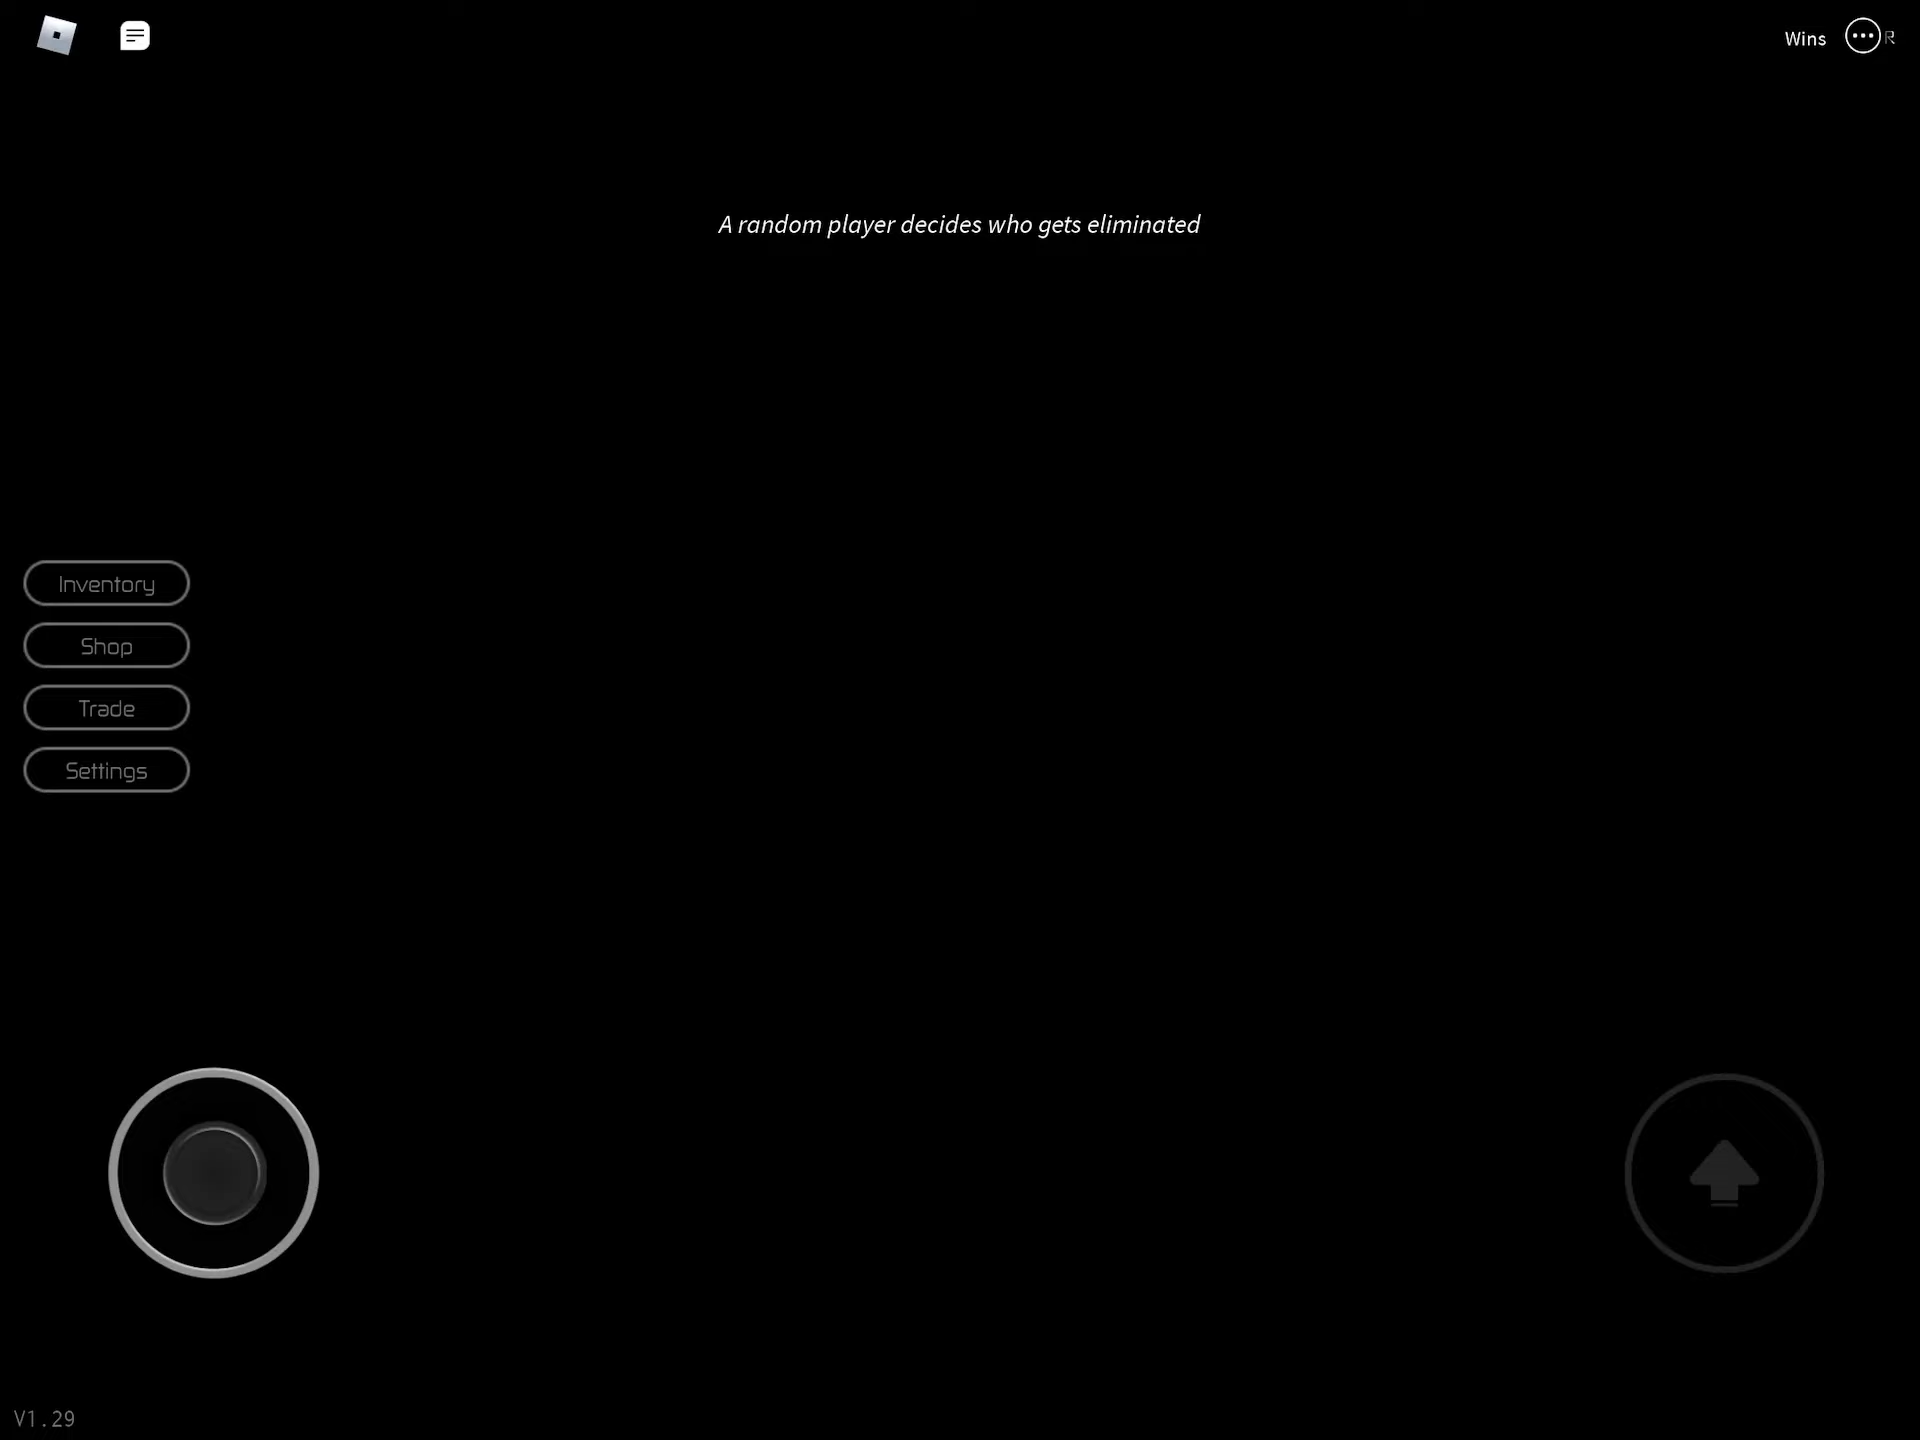 Wins
R
A random player decides who gets eliminated
Inventory
Shop
Trade
Settings
V1.29